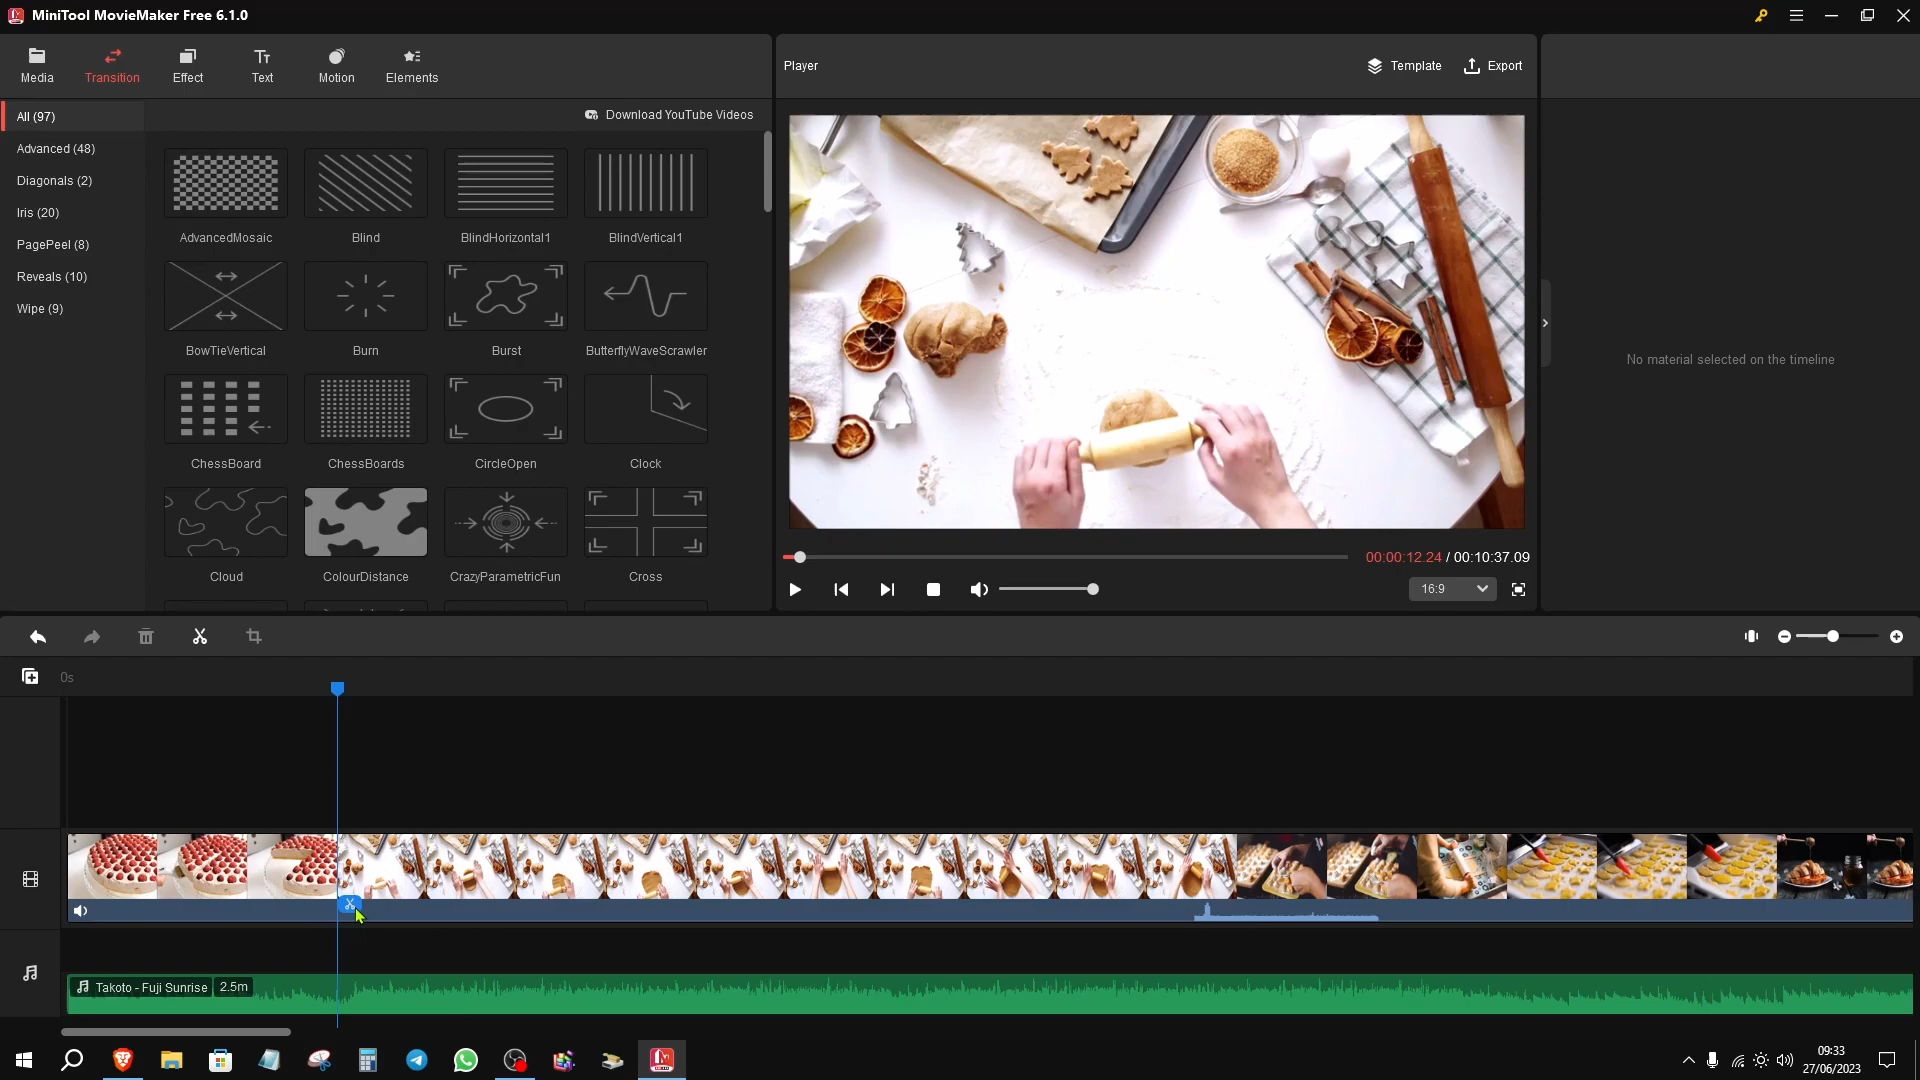 MiniTool MovieMaker Free 6.1.0
Media
Transition
Effect
Text
Motion
Elements
Player
Template
Export
All (97)
Advanced (48)
Diagonals (2)
Iris (20)
PagePeel (8)
Reveals (10)
Wipe (9)
Download YouTube Videos
AdvancedMosaic
Blind
BlindHorizontal1
BlindVertical1
BowTieVertical
Burn
Burst
ButterflyWaveScrawler
ChessBoard
ChessBoards
CircleOpen
Clock
Cloud
ColourDistance
CrazyParametricFun
Cross
No material selected on the timeline
00:00:12.24 / 00:10:37.09
16:9
0s
Takoto - Fuji Sunrise
2.5m
09:33
27/06/2023